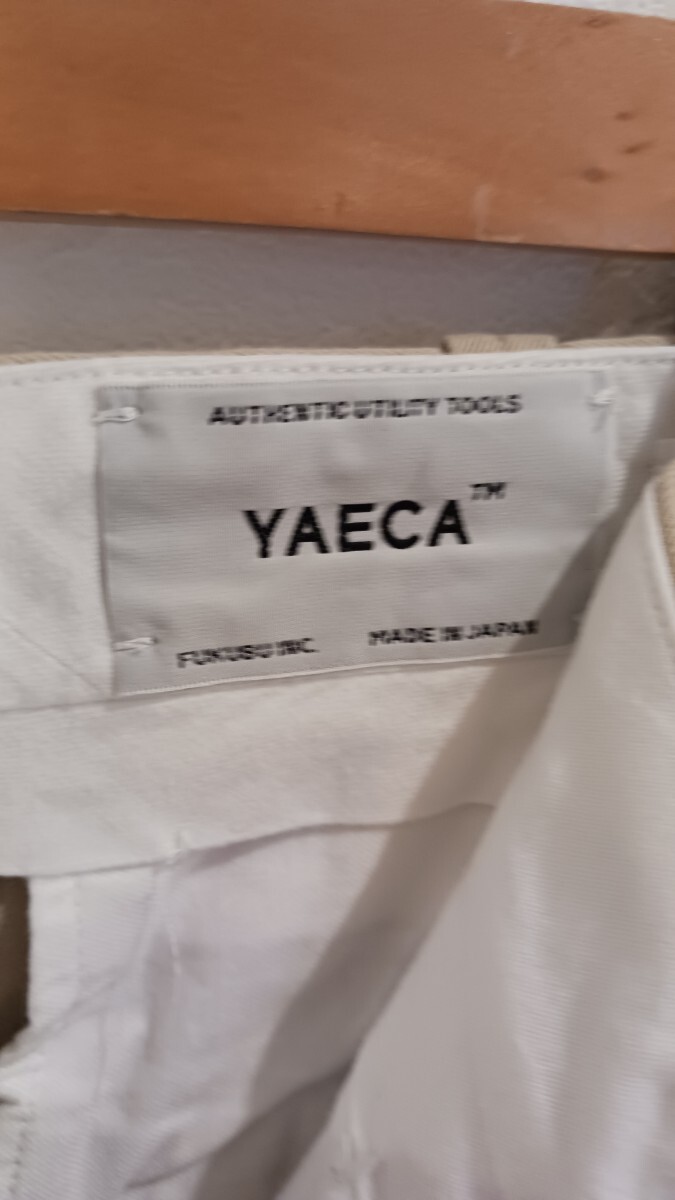 AUTHENTIC UTILITY TOOLS
YAECA™
FUKUSU INC. MADE IN JAPAN